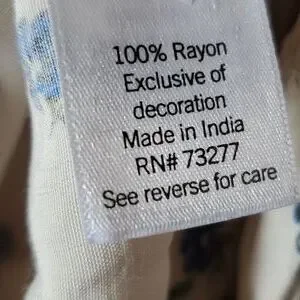 100% Rayon
Exclusive of
decoration
Made in India
RN# 73277
See reverse for care